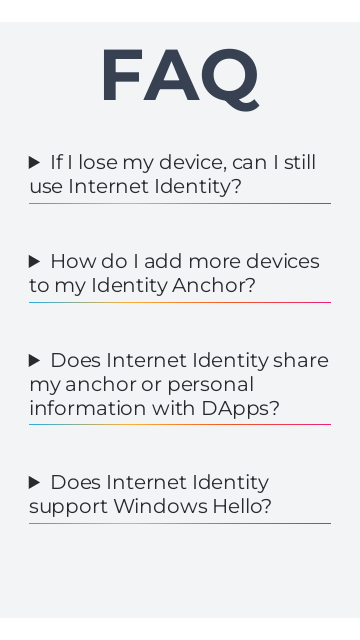 FAQ
If I lose my device, can I still
use Internet Identity?
How do I add more devices
to my Identity Anchor?
Does Internet Identity share
my anchor or personal
information with DApps?
Does Internet Identity
support Windows Hello?